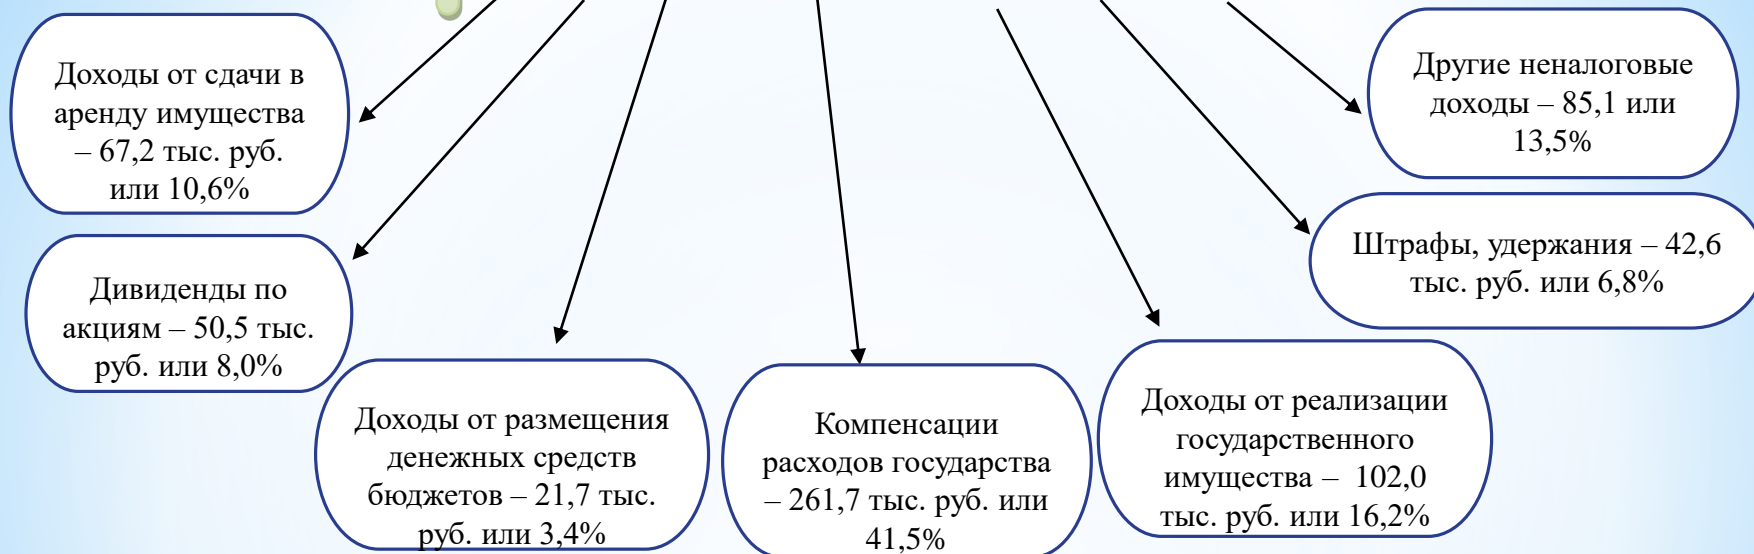 Доходы от сдачи в
аренду имущества
– 67,2 тыс. руб.
или 10,6%
Дивиденды по
акциям – 50,5 тыс.
руб. или 8,0%
Доходы от размещения
денежных средств
бюджетов – 21,7 тыс.
руб. или 3,4%
Компенсации
расходов государства
– 261,7 тыс. руб. или
41,5%
Доходы от реализации
государственного
имущества – 102,0
тыс. руб. или 16,2%
Штрафы, удержания – 42,6
тыс. руб. или 6,8%
Другие неналоговые
доходы – 85,1 или
13,5%